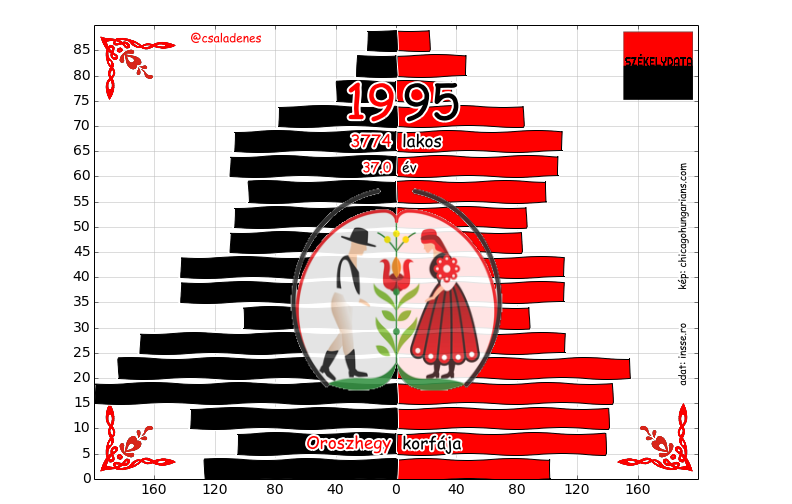 @csaladenes
SZÉKELYDATA
1995
3774 lakos
37.0 év
Oroszhegy korfája
kép: chicagohungarians.com
adat: insse.ro
85
80
75
70
65
60
55
50
45
40
35
30
25
20
15
10
5
0
160 120 80 40 0 40 80 120 160